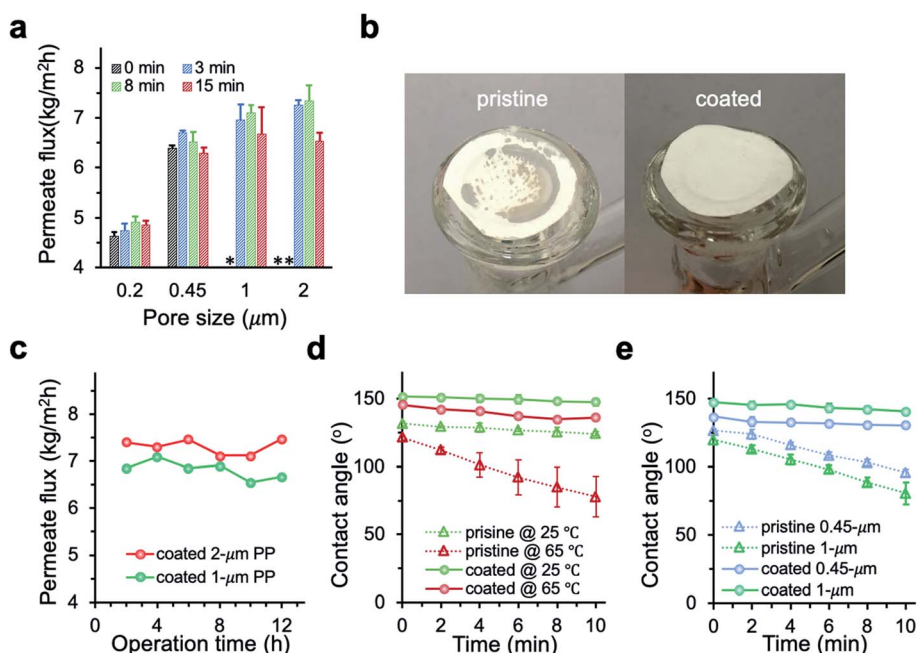 a
Permeate flux(kg/m²h)
8
7
6
5
4
0 min
3 min
8 min
15 min
*
**
0.2
0.45
1
2
Pore size (μm)
b
pristine
coated
c
Permeate flux (kg/m²h)
8
7
6
5
4
coated 2-μm PP
coated 1-μm PP
0
4
8
12
Operation time (h)
d
Contact angle (º)
150
100
50
0
prisine @ 25 ℃
pristine @ 65 ℃
coated @ 25 ℃
coated @ 65 ℃
0
2
4
6
8
10
Time (min)
e
Contact angle (º)
150
100
50
0
pristine 0.45-μm
pristine 1-μm
coated 0.45-μm
coated 1-μm
0
2
4
6
8
10
Time (min)